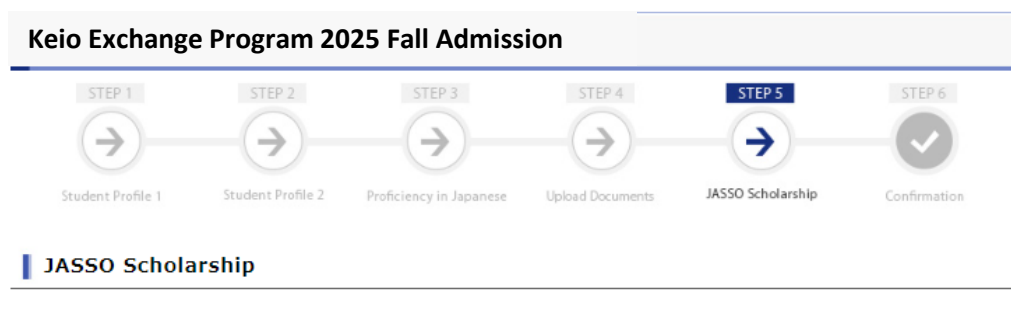 Keio Exchange Program 2025 Fall Admission
STEP 1 STEP 2 STEP 3 STEP 4 STEP 5 STEP 6
Student Profile 1 Student Profile 2 Proficiency in Japanese Upload Documents JASSO Scholarship Confirmation
JASSO Scholarship